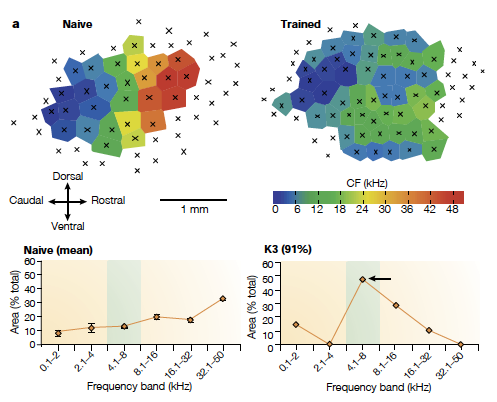 a
Naive
Trained
Dorsal
Caudal
Rostral
Ventral
1 mm
CF (kHz)
0 6 12 18 24 30 36 42 48
Naive (mean)
60
50
40
30
20
10
0
Area (% total)
0.1–2
2.1–4
4.1–8
8.1–16
16.1–32
32.1–50
Frequency band (kHz)
K3 (91%)
60
50
40
30
20
10
0
Area (% total)
0.1–2
2.1–4
4.1–8
8.1–16
16.1–32
32.1–50
Frequency band (kHz)